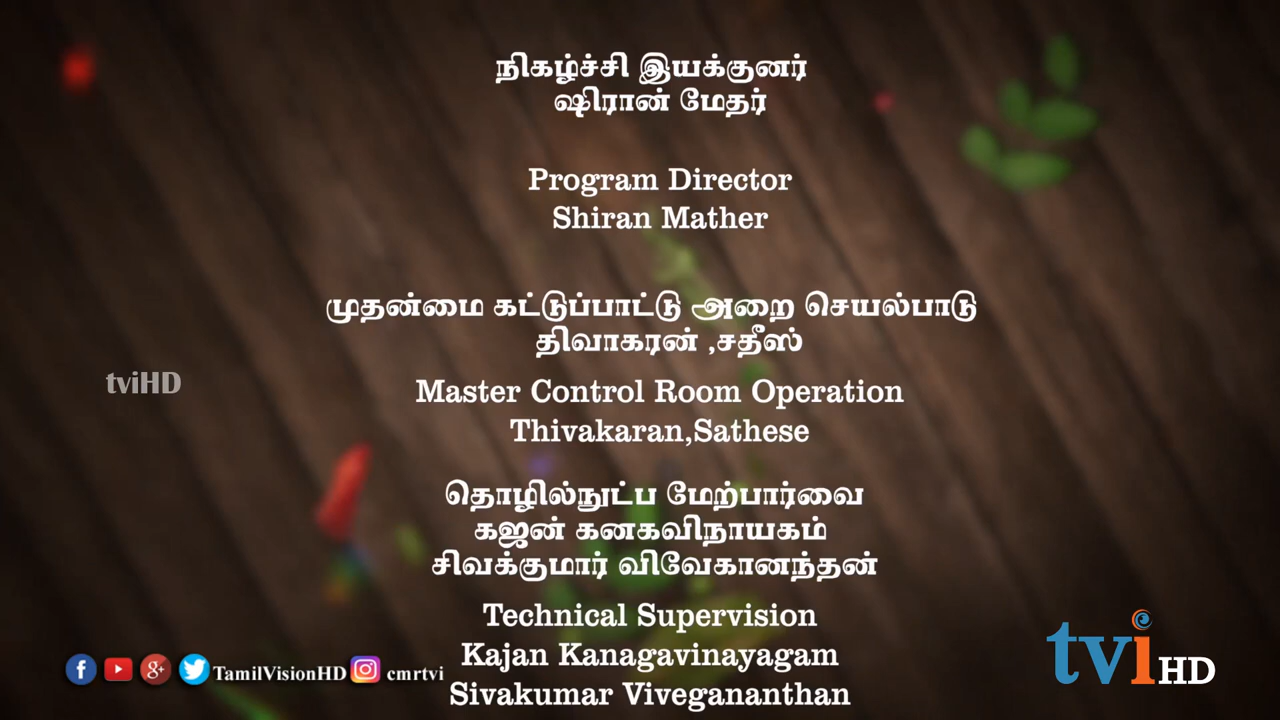 நிகழ்ச்சி இயக்குனர்
ஷிரான் மேதர்
Program Director
Shiran Mather
முதன்மை கட்டுப்பாட்டு அறை செயல்பாடு
திவாகரன் ,சதீஸ்
tviHD
Master Control Room Operation
Thivakaran,Sathese
தொழில்நுட்ப மேற்பார்வை
கஜன் கனகவிநாயகம்
சிவக்குமார் விவேகானந்தன்
Technical Supervision
Kajan Kanagavinayagam
Sivakumar Vivegananthan
TamilVisionHD cmrtvi
tvi HD